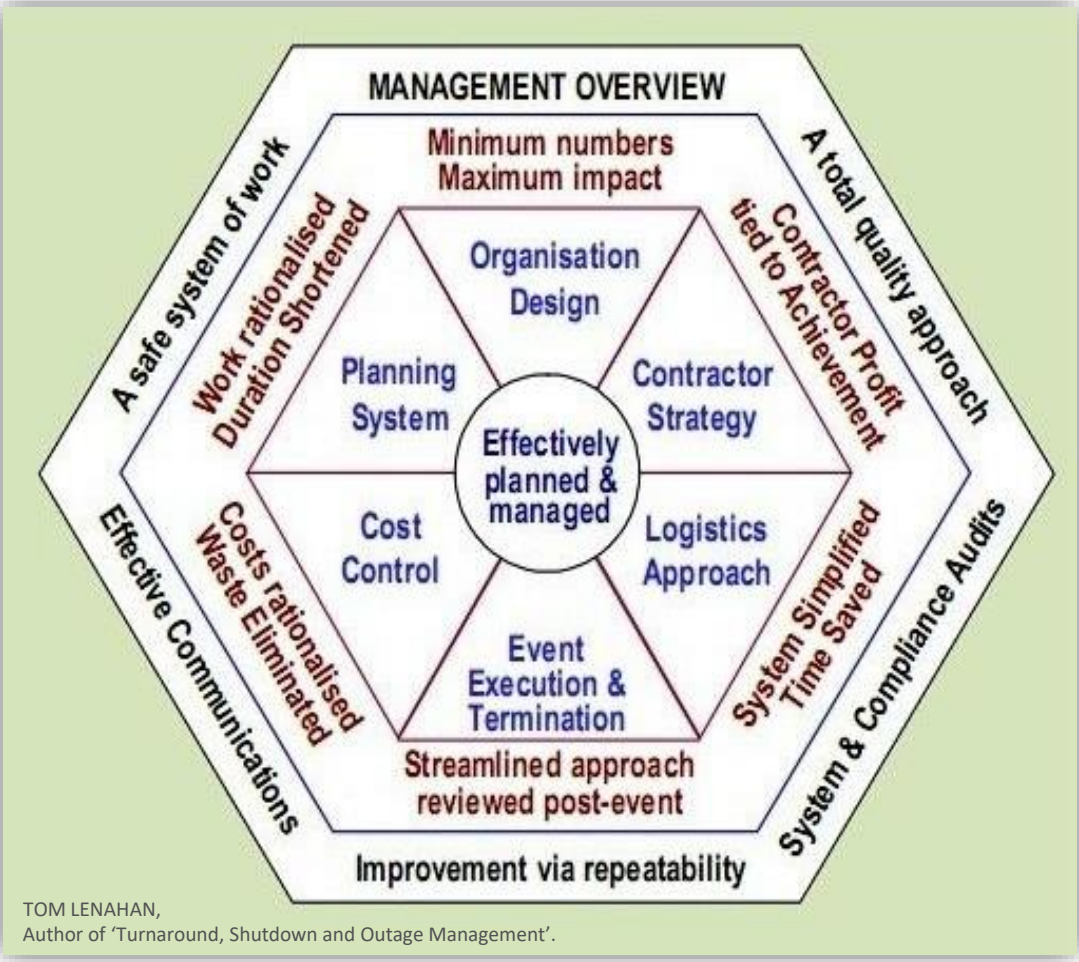 MANAGEMENT OVERVIEW
A safe system of work
A total quality approach
Minimum numbers
Maximum impact
Work rationalised
Duration Shortened
Contractor Profit
tied to Achievement
Organisation
Design
Planning
System
Contractor
Strategy
Effectively
planned &
managed
Cost
Control
Logistics
Approach
Event
Execution &
Termination
Costs rationalised
Waste Eliminated
System Simplified
Time Saved
Streamlined approach
reviewed post-event
Effective Communications
System & Compliance Audits
Improvement via repeatability
TOM LENAHAN,
Author of ‘Turnaround, Shutdown and Outage Management’.